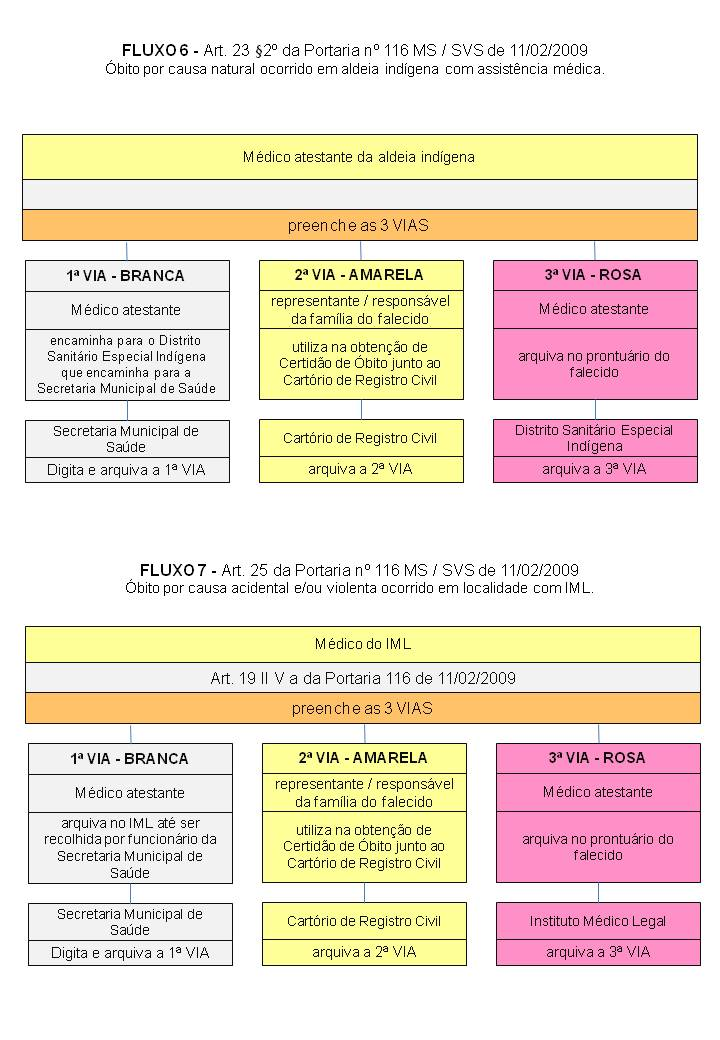 FLUXO 6 - Art. 23 §2º da Portaria nº 116 MS / SVS de 11/02/2009
Óbito por causa natural ocorrido em aldeia indígena com assistência médica.
Médico atestante da aldeia indígena
preenche as 3 VIAS
1ª VIA - BRANCA
Médico atestante
encaminha para o Distrito
Sanitário Especial Indígena
que encaminha para a
Secretaria Municipal de Saúde
Secretaria Municipal de
Saúde
Digita e arquiva a 1ª VIA
2ª VIA - AMARELA
representante / responsável
da família do falecido
utiliza na obtenção de
Certidão de Óbito junto ao
Cartório de Registro Civil
Cartório de Registro Civil
arquiva a 2ª VIA
3ª VIA - ROSA
Médico atestante
arquiva no prontuário do
falecido
Distrito Sanitário Especial
Indígena
arquiva a 3ª VIA
FLUXO 7 - Art. 25 da Portaria nº 116 MS / SVS de 11/02/2009
Óbito por causa acidental e/ou violenta ocorrido em localidade com IML.
Médico do IML
Art. 19 II V a da Portaria 116 de 11/02/2009
preenche as 3 VIAS
1ª VIA - BRANCA
Médico atestante
arquiva no IML até ser
recolhida por funcionário da
Secretaria Municipal de
Saúde
Secretaria Municipal de
Saúde
Digita e arquiva a 1ª VIA
2ª VIA - AMARELA
representante / responsável
da família do falecido
utiliza na obtenção de
Certidão de Óbito junto ao
Cartório de Registro Civil
Cartório de Registro Civil
arquiva a 2ª VIA
3ª VIA - ROSA
Médico atestante
arquiva no prontuário do
falecido
Instituto Médico Legal
arquiva a 3ª VIA